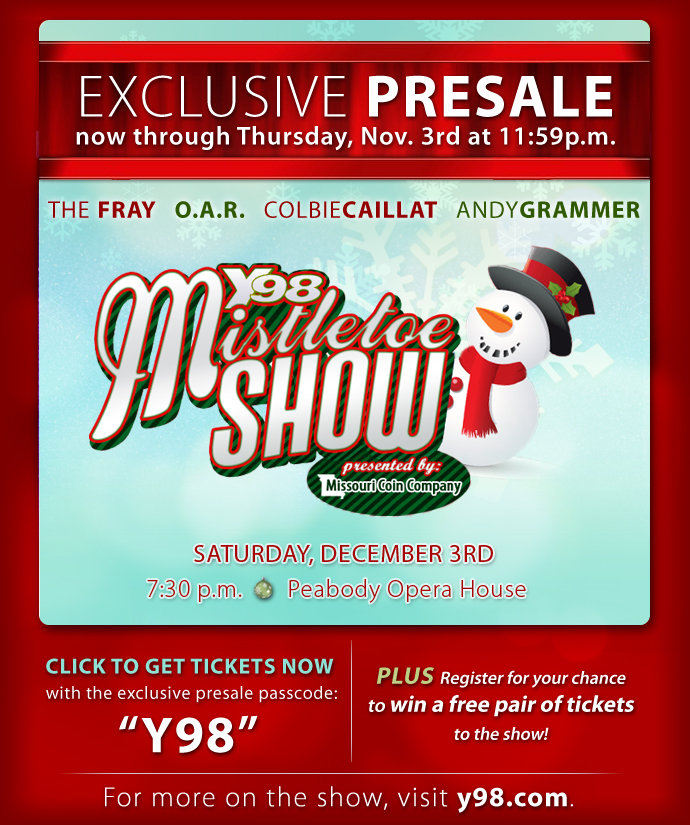 EXCLUSIVE PRESALE
now through Thursday, Nov. 3rd at 11:59p.m.
THE FRAY O.A.R. COLBIECAILLAT ANDYGRAMMER
Y98
Mistletoe
SHOW
presented by:
Missouri Coin Company
SATURDAY, DECEMBER 3RD
7:30 p.m. Peabody Opera House
CLICK TO GET TICKETS NOW
with the exclusive presale passcode:
“Y98”
PLUS Register for your chance
to win a free pair of tickets
to the show!
For more on the show, visit y98.com.